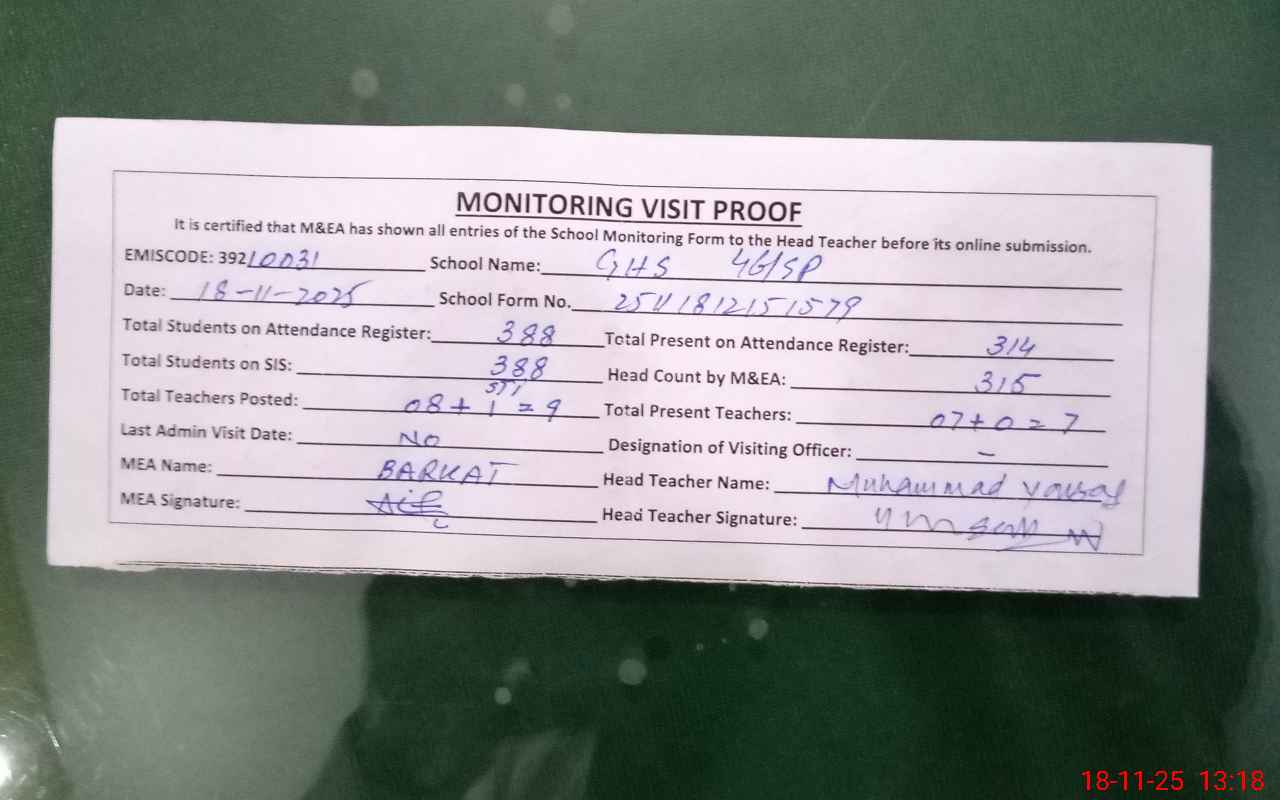 MONITORING VISIT PROOF
It is certified that M&EA has shown all entries of the School Monitoring Form to the Head Teacher before its online submission.
EMISCODE: 39210031 School Name: GHS 4G/SP
Date: 18-11-2025 School Form No. 25111812151579
Total Students on Attendance Register: 388 Total Present on Attendance Register: 314
Total Students on SIS: 388 Head Count by M&EA: 315
STI
Total Teachers Posted: 08 + 1 = 9 Total Present Teachers: 07 + 0 = 7
Last Admin Visit Date: NO Designation of Visiting Officer: —
MEA Name: BARKAT Head Teacher Name: Muhammad
MEA Signature: Head Teacher Signature:
18-11-25 13:18